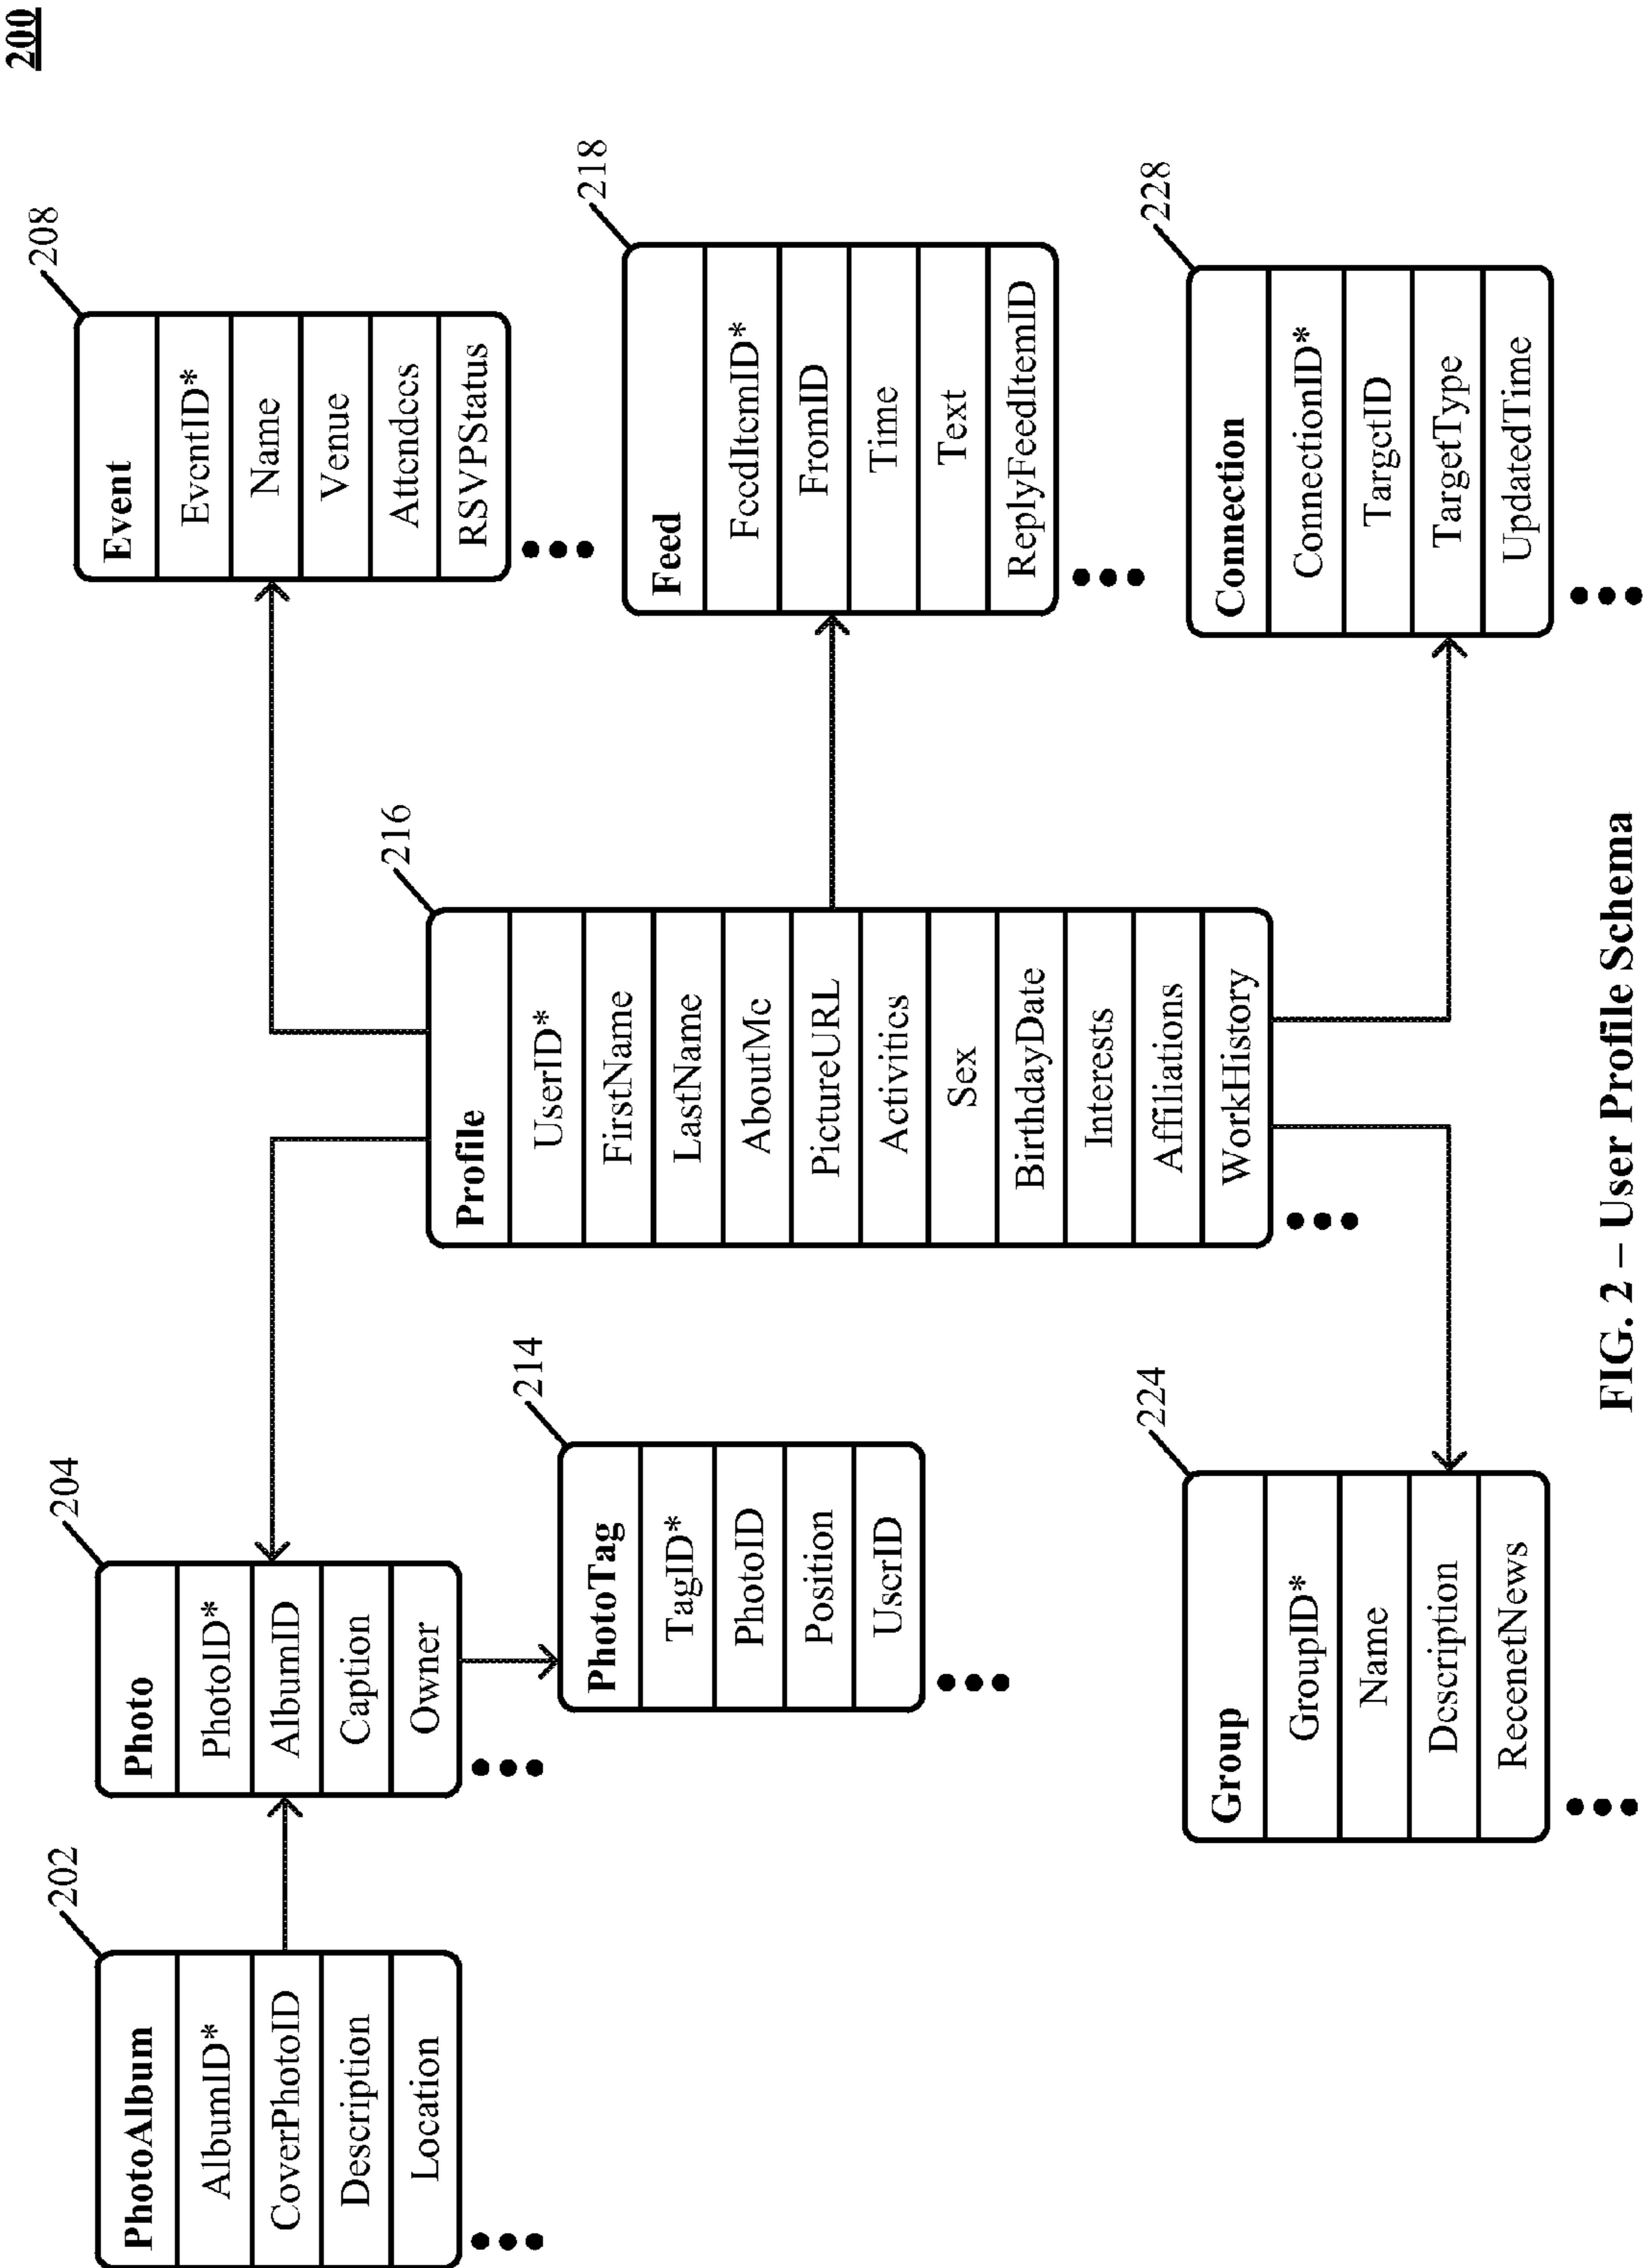 200
202
PhotoAlbum
AlbumID*
CoverPhotoID
Description
Location
204
Photo
PhotoID*
AlbumID
Caption
Owner
208
Event
EventID*
Name
Venue
Attendees
RSVPStatus
214
PhotoTag
TagID*
PhotoID
Position
UserID
216
Profile
UserID*
FirstName
LastName
AboutMe
PictureURL
Activities
Sex
BirthdayDate
Interests
Affiliations
WorkHistory
218
Feed
FeedItemID*
FromID
Time
Text
ReplyFeedItemID
224
Group
GroupID*
Name
Description
RecenetNews
228
Connection
ConnectionID*
TargetID
TargetType
UpdatedTime
FIG. 2 – User Profile Schema